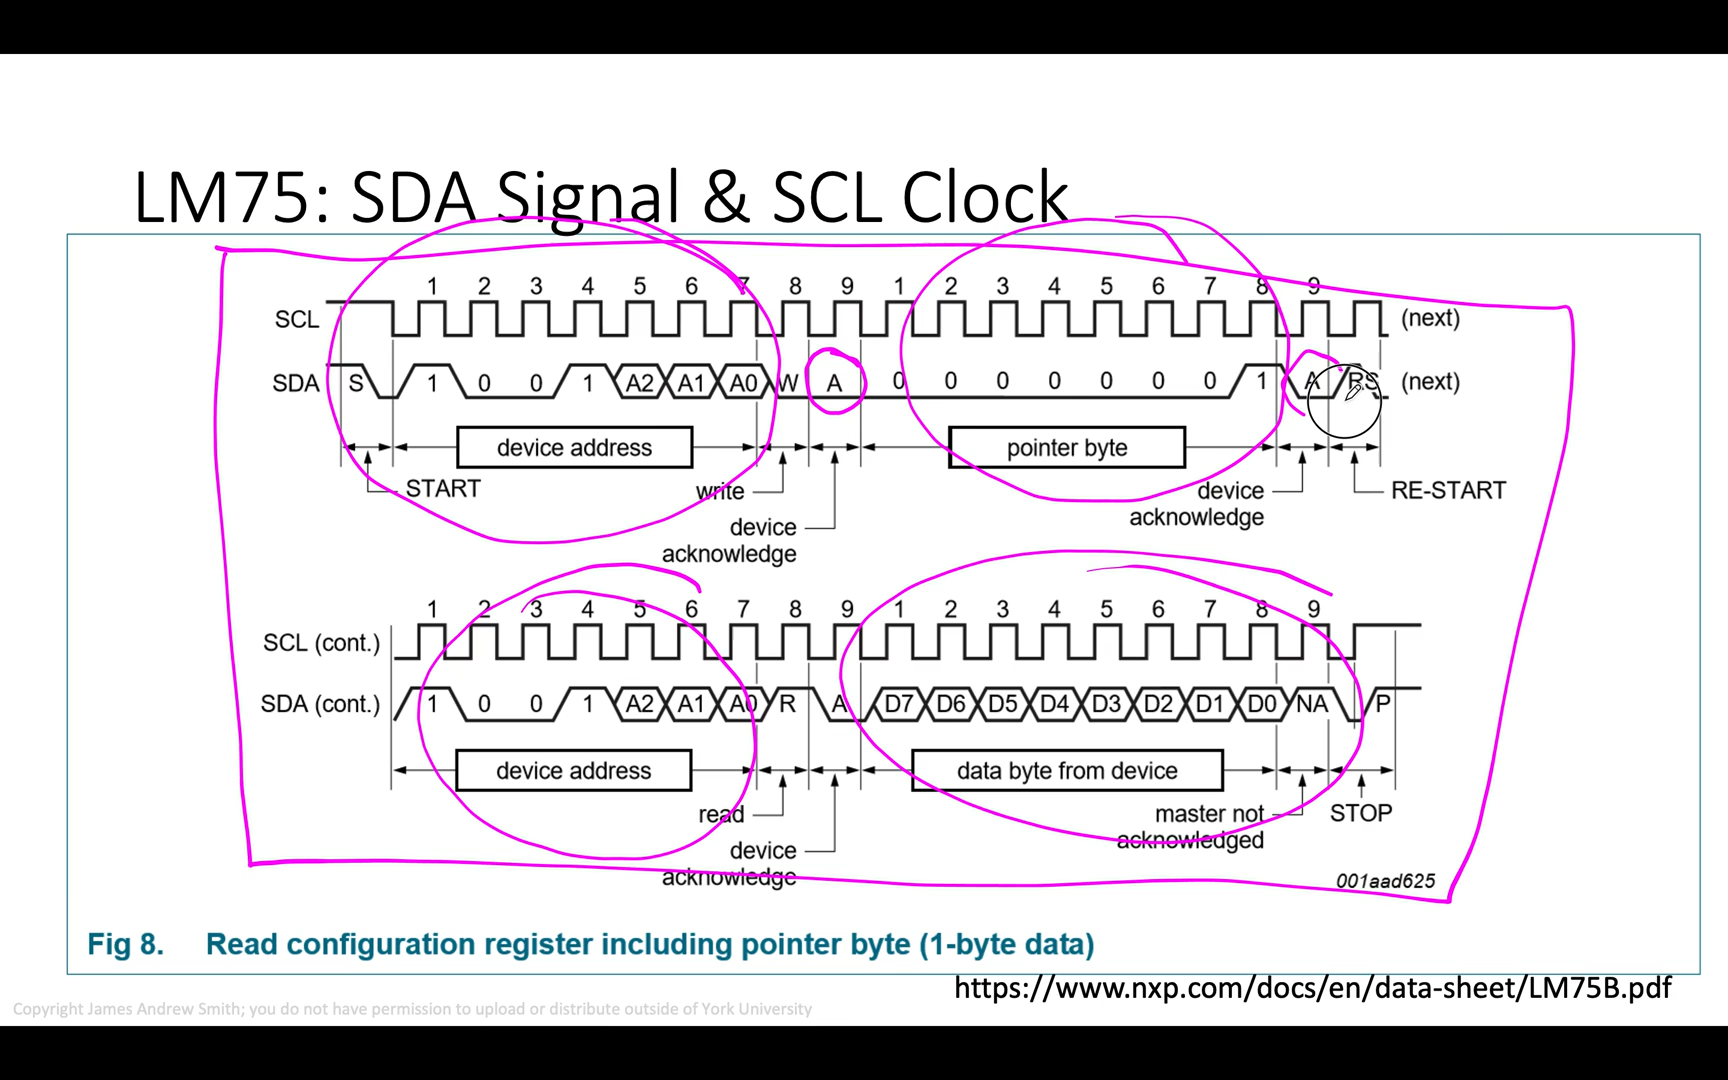 LM75: SDA Signal & SCL Clock
1 2 3 4 5 6 7 8 9 1 2 3 4 5 6 7 8 9
SCL (next)
SDA S 1 0 0 1 A2 A1 A0 W A 0 0 0 0 0 0 0 1 A RS (next)
device address pointer byte
START write device RE-START
device acknowledge
acknowledge
1 2 3 4 5 6 7 8 9 1 2 3 4 5 6 7 8 9
SCL (cont.)
SDA (cont.) 1 0 0 1 A2 A1 A0 R A D7 D6 D5 D4 D3 D2 D1 D0 NA P
device address data byte from device
read master not STOP
device acknowledged
acknowledge 001aad625
Fig 8. Read configuration register including pointer byte (1-byte data)
https://www.nxp.com/docs/en/data-sheet/LM75B.pdf
Copyright James Andrew Smith; you do not have permission to upload or distribute outside of York University